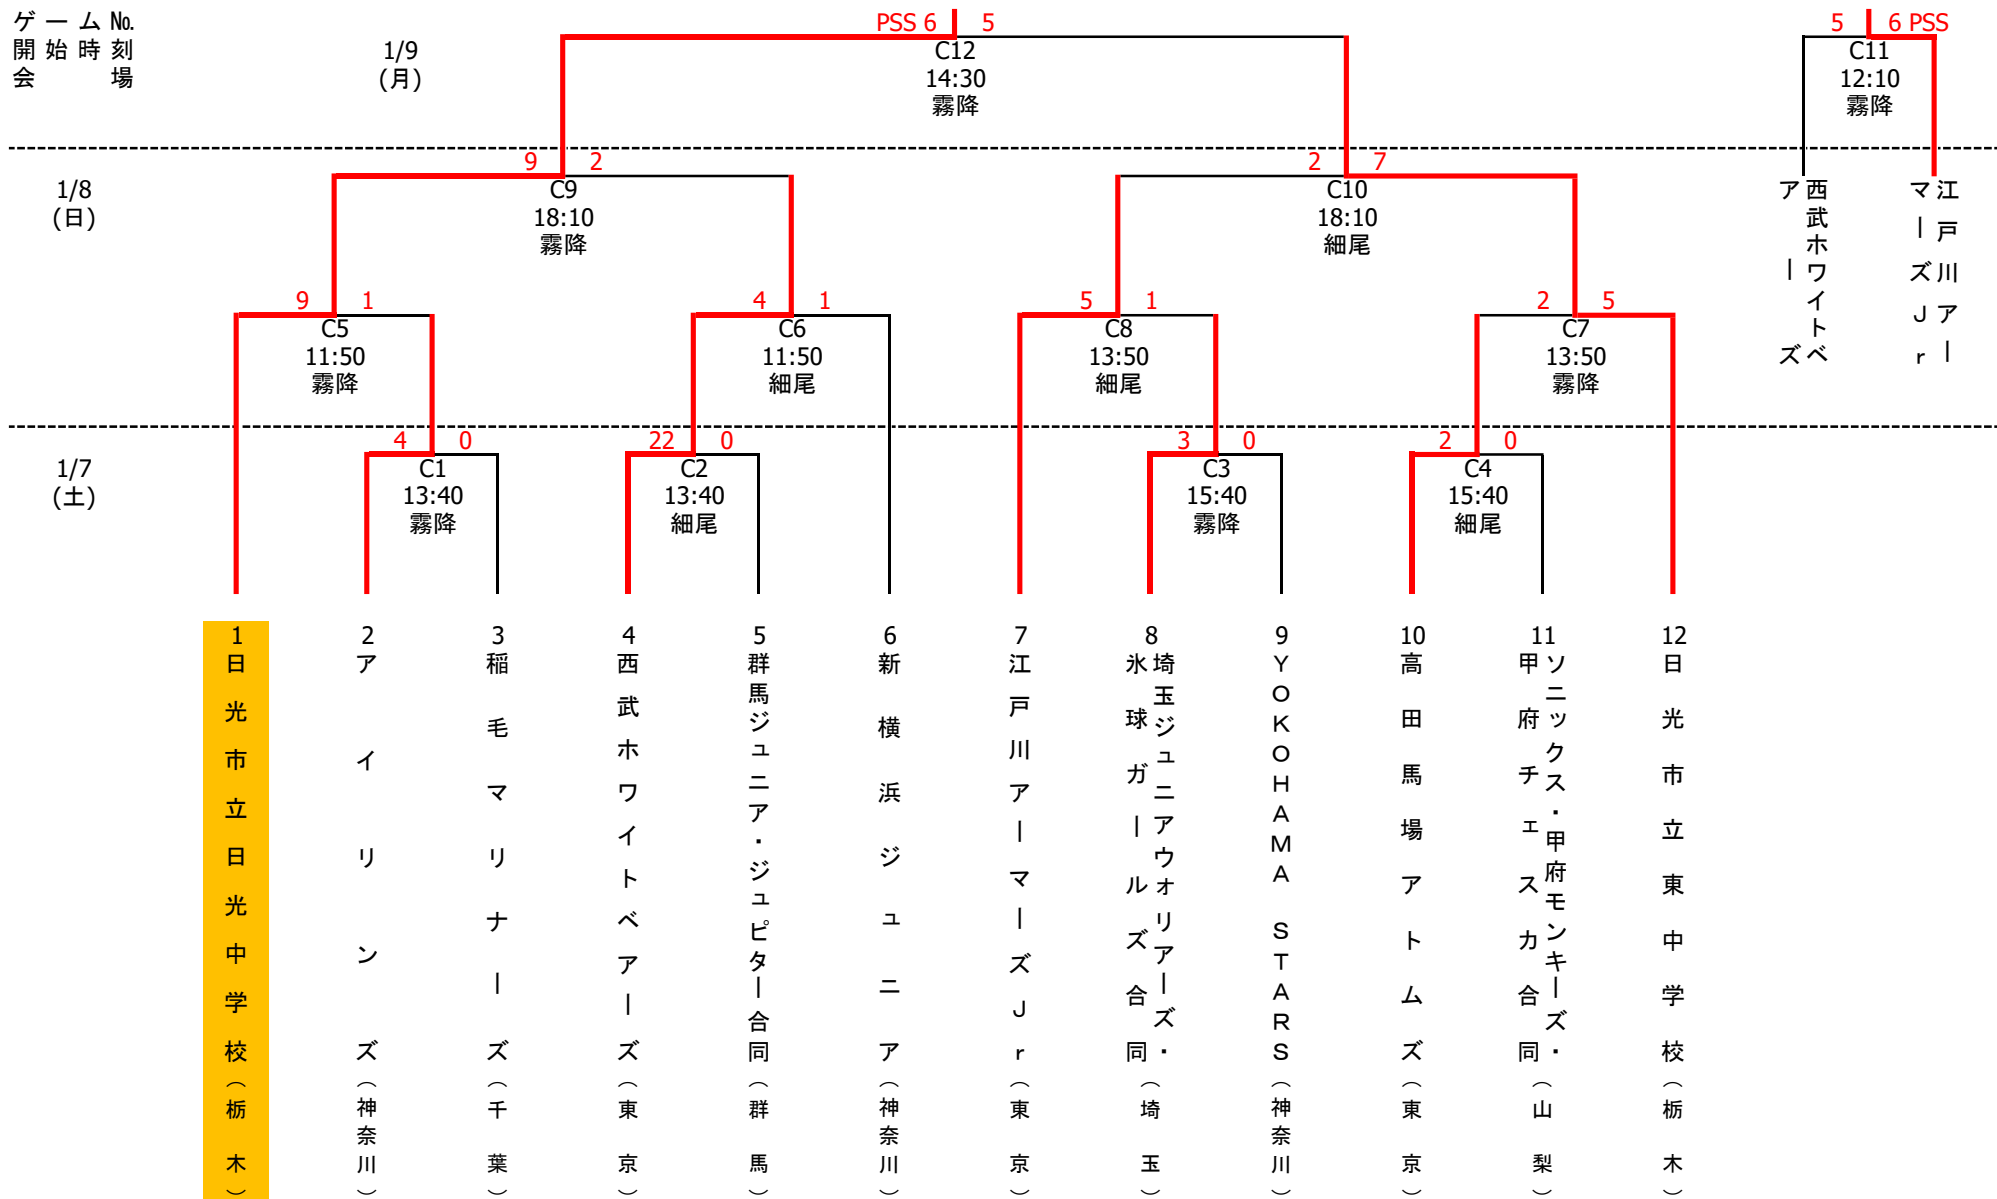 ゲーム№
開始時刻
会場
1/9
(月)
PSS 6 5
C12
14:30
霧降
5 6 PSS
C11
12:10
霧降
西武ホワイトベ
アーズ
江戸川アー
マーズJr
1/8
(日)
9 2
C9
18:10
霧降
2 7
C10
18:10
細尾
9 1
C5
11:50
霧降
4 1
C6
11:50
細尾
5 1
C8
13:50
細尾
2 5
C7
13:50
霧降
1/7
(土)
4 0
C1
13:40
霧降
22 0
C2
13:40
細尾
3 0
C3
15:40
霧降
2 0
C4
15:40
細尾
1
日光市立日光中学校(栃木)
2
アイリンズ(神奈川)
3
稲毛マリナーズ(千葉)
4
西武ホワイトベアーズ(東京)
5
群馬ジュニア・ジュピター合同(群馬)
6
新横浜ジュニア(神奈川)
7
江戸川アーマーズJr(東京)
8
埼玉ジュニアウォリアーズ・
氷球ガールズ合同(埼玉)
9
YOKOHAMA STARS(神奈川)
10
高田馬場アトムズ(東京)
11
ソニックス・甲府モンキーズ・
甲府チェスカ合同(山梨)
12
日光市立東中学校(栃木)